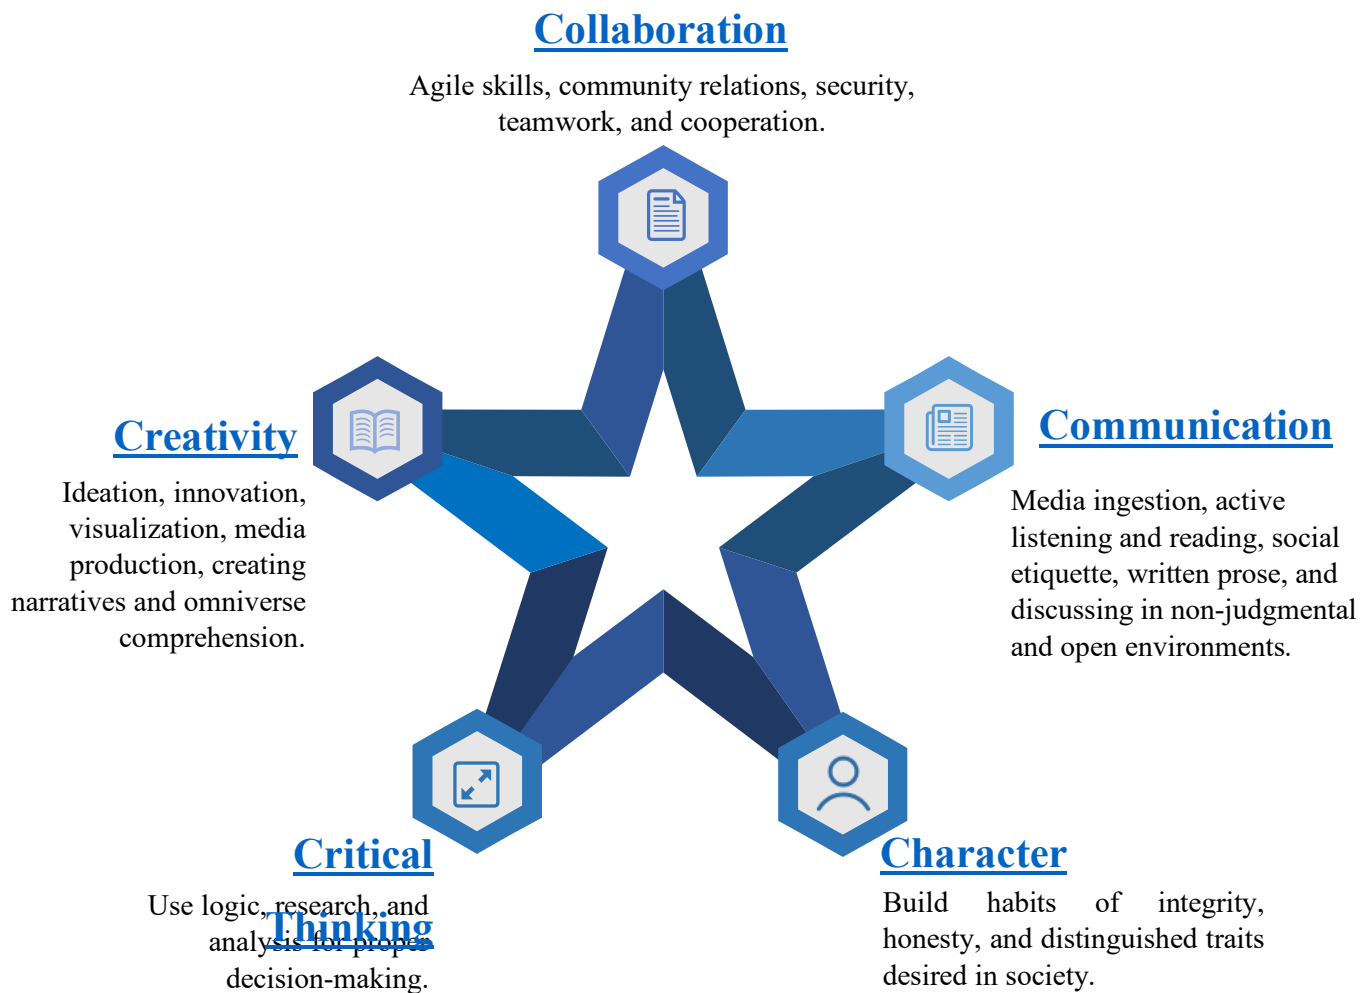 Collaboration
Agile skills, community relations, security,
teamwork, and cooperation.
Creativity
Ideation, innovation,
visualization, media
production, creating
narratives and omniverse
comprehension.
Communication
Media ingestion, active
listening and reading, social
etiquette, written prose, and
discussing in non-judgmental
and open environments.
Critical
Thinking
Use logic, research, and
analysis for proper
decision-making.
Character
Build habits of integrity,
honesty, and distinguished traits
desired in society.